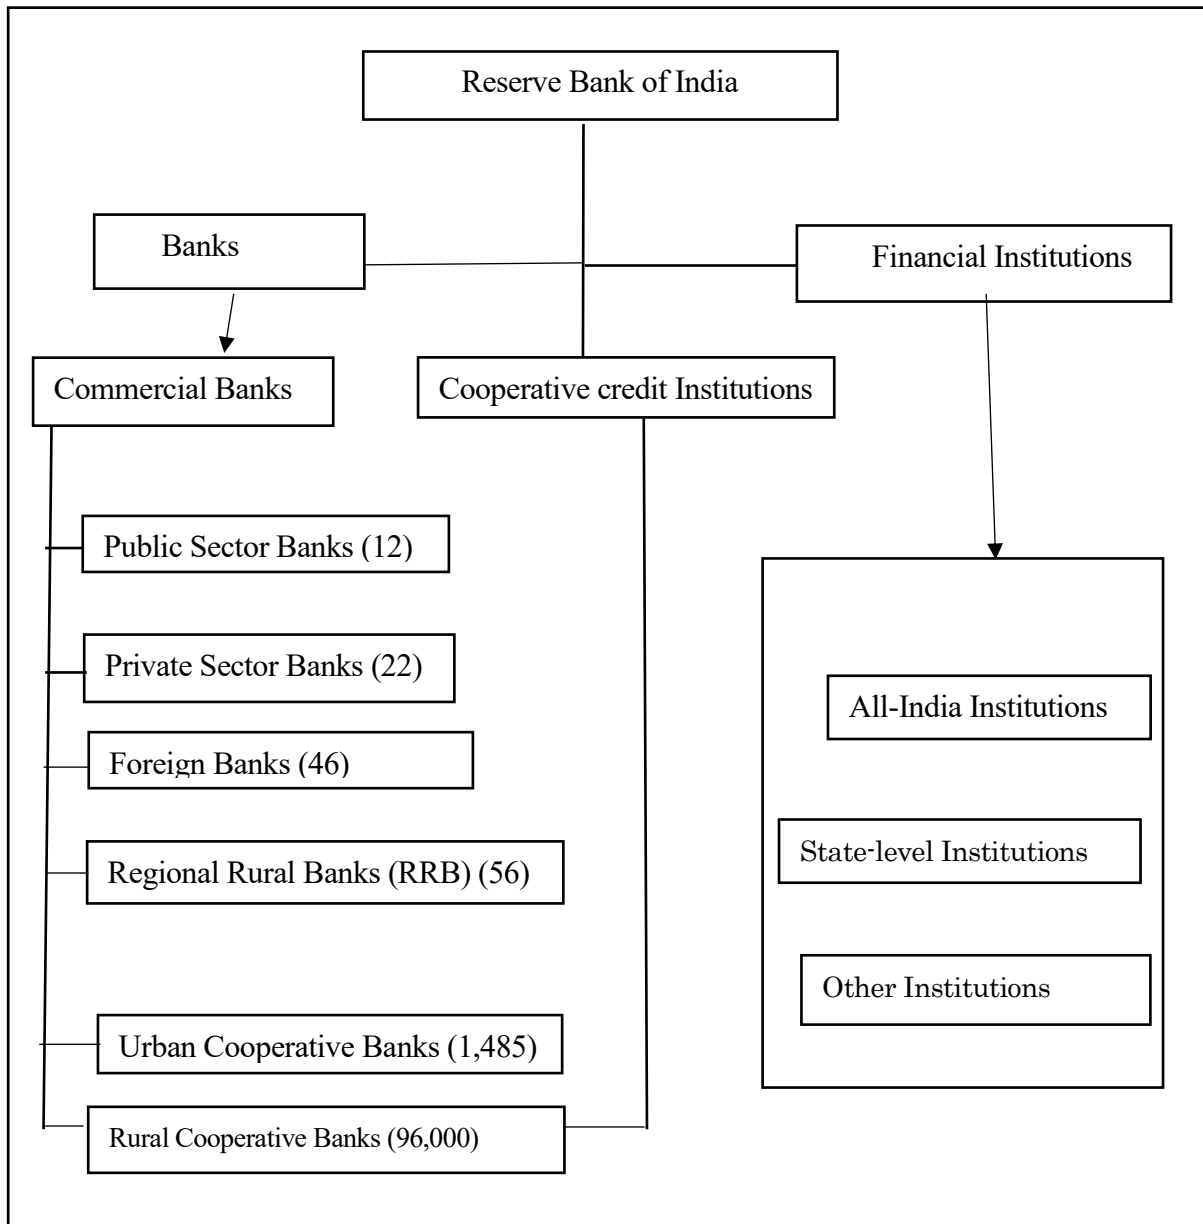 Reserve Bank of India
Banks
Financial Institutions
Commercial Banks
Cooperative credit Institutions
Public Sector Banks (12)
Private Sector Banks (22)
All-India Institutions
Foreign Banks (46)
State-level Institutions
Regional Rural Banks (RRB) (56)
Other Institutions
Urban Cooperative Banks (1,485)
Rural Cooperative Banks (96,000)